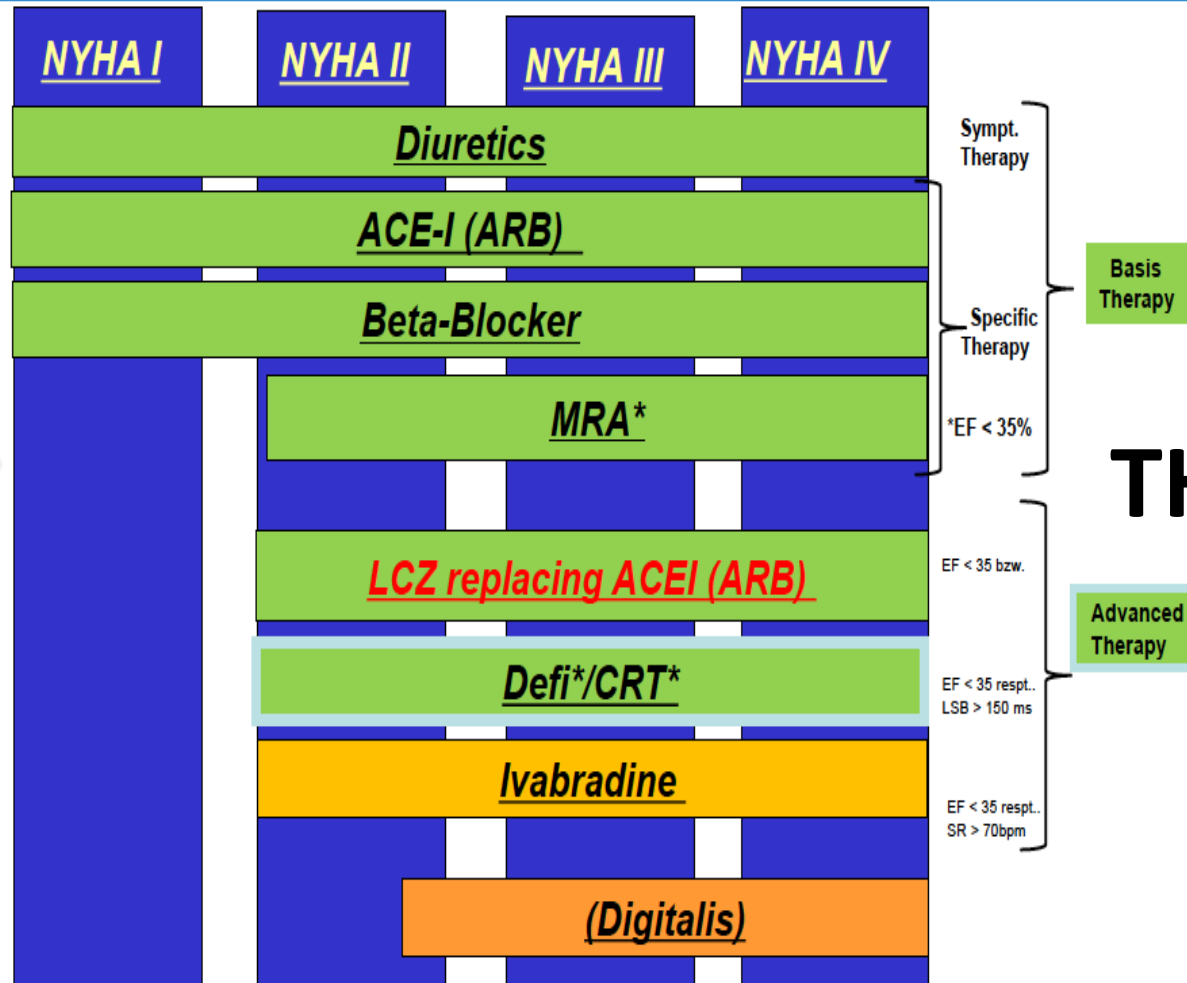 NYHA I
NYHA II
NYHA III
NYHA IV
Diuretics
Sympt.
Therapy
ACE-I (ARB)
Beta-Blocker
Specific
Therapy
Basis
Therapy
MRA*
*EF < 35%
TH
LCZ replacing ACEI (ARB)
EF < 35 bzw.
Advanced
Therapy
Defi*/CRT*
EF < 35 respt..
LSB > 150 ms
Ivabradine
EF < 35 respt..
SR > 70bpm
(Digitalis)